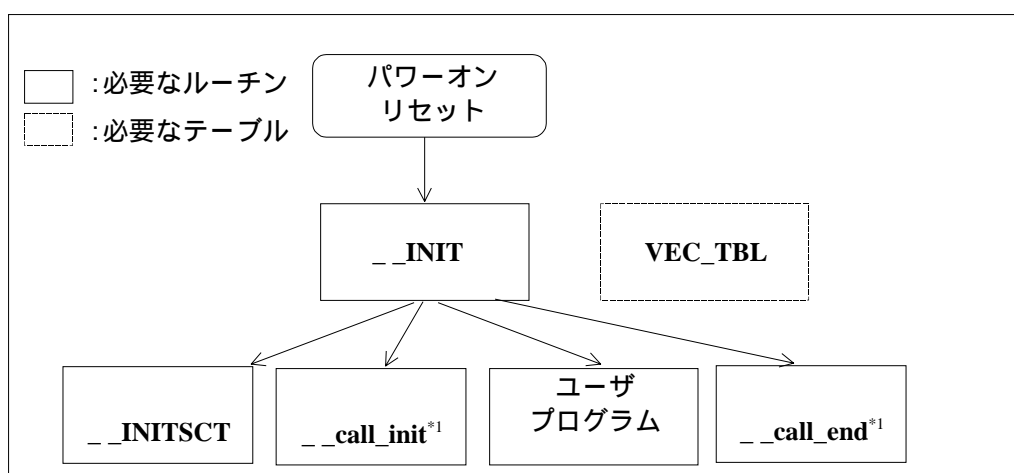 :必要なルーチン
:必要なテーブル
パワーオン
リセット
_ _INIT
VEC_TBL
_ _INITSCT
_ _call_init*1
ユーザ
プログラム
_ _call_end*1